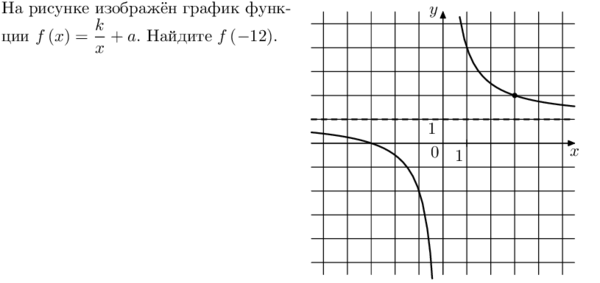 На рисунке изображён график функ-
ции f (x) = k/x + a. Найдите f (−12).
y
1
0 1 x